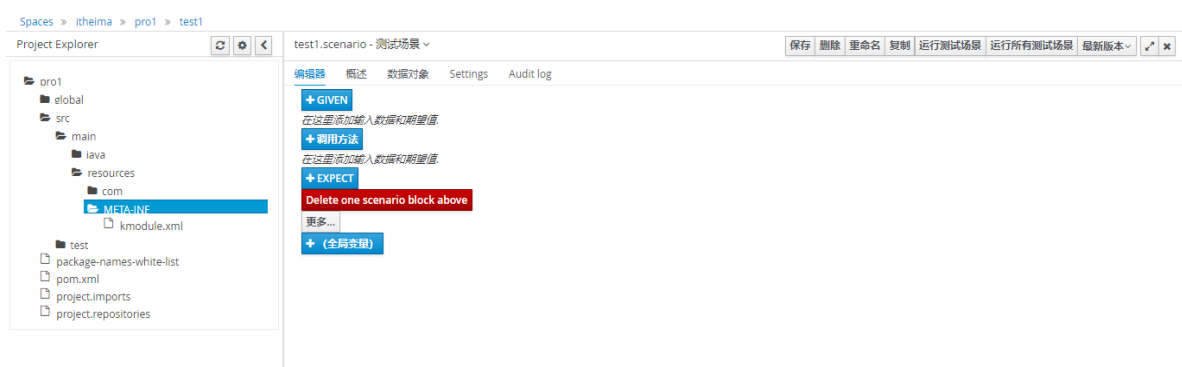 Spaces » itheima » pro1 » test1
Project Explorer
test1.scenario - 测试场景
保存 删除 重命名 复制 运行测试场景 运行所有测试场景 最新版本
编辑器 概述 数据对象 Settings Audit log
pro1
global
src
main
java
resources
com
META-INF
kmodule.xml
test
package-names-white-list
pom.xml
project.imports
project.repositories
+ GIVEN
在这里添加输入数据和期望值.
+ 调用方法
在这里添加输入数据和期望值.
+ EXPECT
Delete one scenario block above
更多...
+ (全局变量)